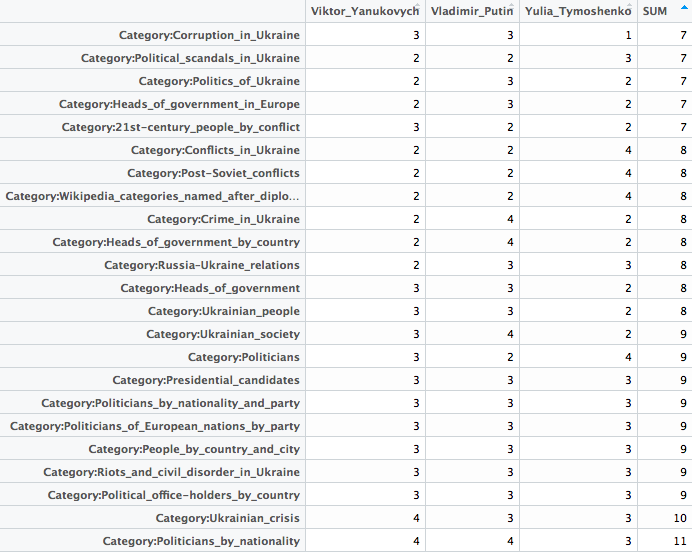 Viktor_Yanukovych Vladimir_Putin Yulia_Tymoshenko SUM
Category:Corruption_in_Ukraine 3 3 1 7
Category:Political_scandals_in_Ukraine 2 2 3 7
Category:Politics_of_Ukraine 2 3 2 7
Category:Heads_of_government_in_Europe 2 3 2 7
Category:21st-century_people_by_conflict 3 2 2 7
Category:Conflicts_in_Ukraine 2 2 4 8
Category:Post-Soviet_conflicts 2 2 4 8
Category:Wikipedia_categories_named_after_diplo... 2 2 4 8
Category:Crime_in_Ukraine 2 4 2 8
Category:Heads_of_government_by_country 2 4 2 8
Category:Russia-Ukraine_relations 2 3 3 8
Category:Heads_of_government 3 3 2 8
Category:Ukrainian_people 3 3 2 8
Category:Ukrainian_society 3 4 2 9
Category:Politicians 3 2 4 9
Category:Presidential_candidates 3 3 3 9
Category:Politicians_by_nationality_and_party 3 3 3 9
Category:Politicians_of_European_nations_by_party 3 3 3 9
Category:People_by_country_and_city 3 3 3 9
Category:Riots_and_civil_disorder_in_Ukraine 3 3 3 9
Category:Political_office-holders_by_country 3 3 3 9
Category:Ukrainian_crisis 4 3 3 10
Category:Politicians_by_nationality 4 4 3 11